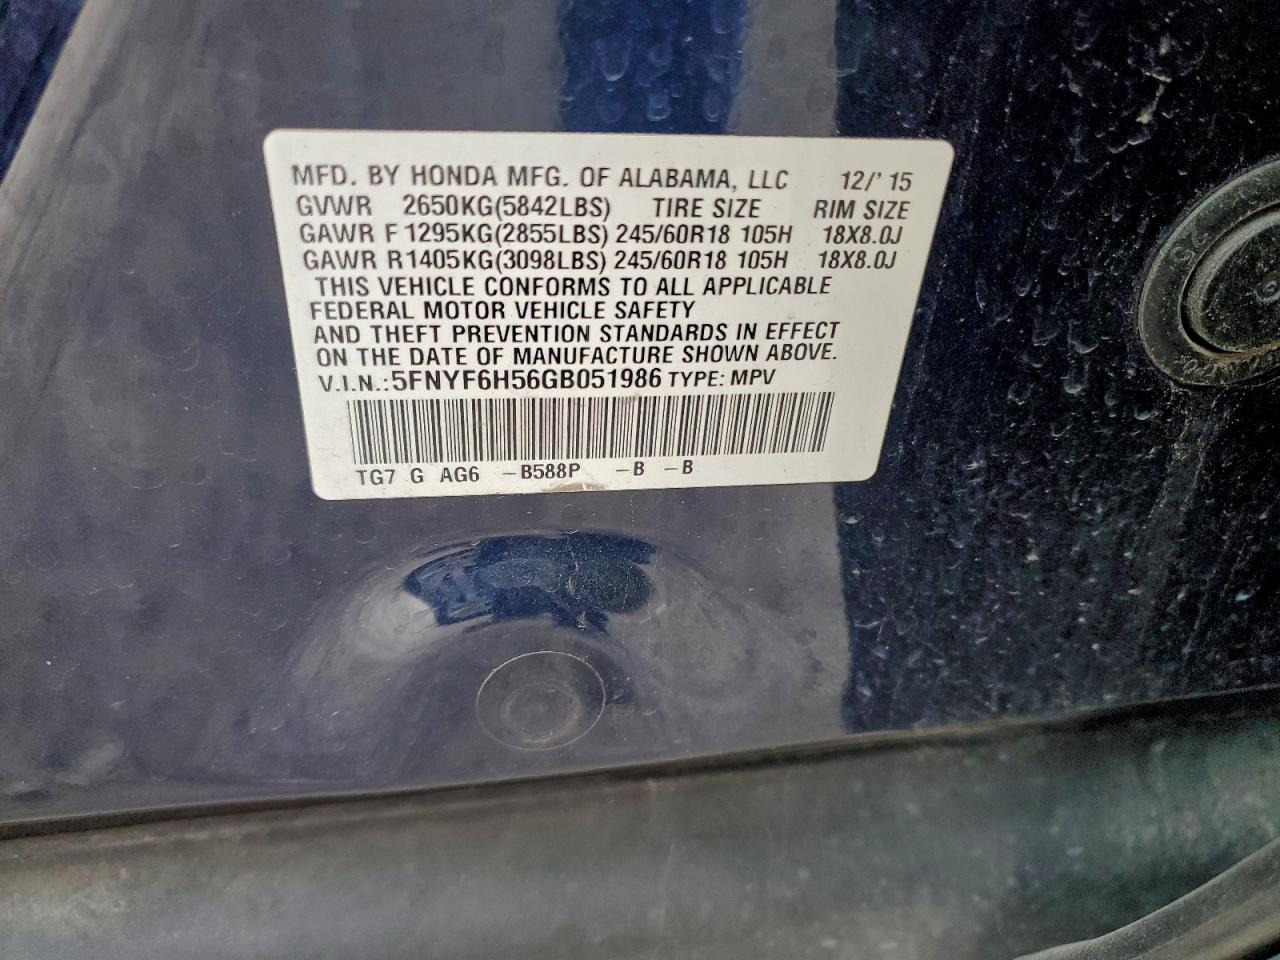 MFD. BY HONDA MFG. OF ALABAMA, LLC 12/' 15
GVWR 2650KG(5842LBS) TIRE SIZE RIM SIZE
GAWR F 1295KG(2855LBS) 245/60R18 105H 18X8.0J
GAWR R1405KG(3098LBS) 245/60R18 105H 18X8.0J
THIS VEHICLE CONFORMS TO ALL APPLICABLE
FEDERAL MOTOR VEHICLE SAFETY
AND THEFT PREVENTION STANDARDS IN EFFECT
ON THE DATE OF MANUFACTURE SHOWN ABOVE.
V.I.N.:5FNYF6H56GB051986 TYPE: MPV
TG7 G AG6 -B588P -B -B